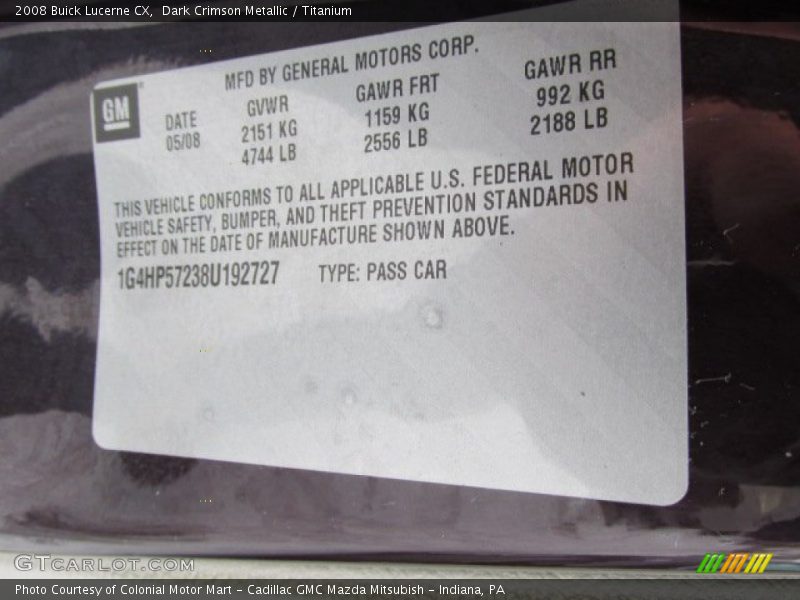 2008 Buick Lucerne CX,  Dark Crimson Metallic / Titanium
MFD BY GENERAL MOTORS CORP.
GM
DATE GVWR GAWR FRT GAWR RR
05/08 2151 KG 1159 KG 992 KG
4744 LB 2556 LB 2188 LB
THIS VEHICLE CONFORMS TO ALL APPLICABLE U.S. FEDERAL MOTOR
VEHICLE SAFETY, BUMPER, AND THEFT PREVENTION STANDARDS IN
EFFECT ON THE DATE OF MANUFACTURE SHOWN ABOVE.
1G4HP57238U192727 TYPE: PASS CAR
GTCARLOT.COM
Photo Courtesy of Colonial Motor Mart - Cadillac GMC Mazda Mitsubish - Indiana, PA